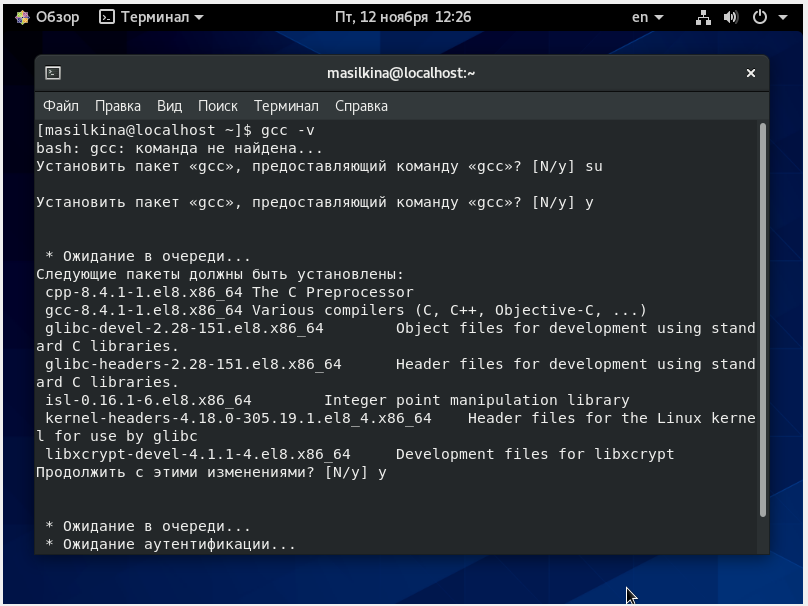 Обзор Терминал Пт, 12 ноября 12:26 en
masilkina@localhost:~
Файл Правка Вид Поиск Терминал Справка
[masilkina@localhost ~]$ gcc -v
bash: gcc: команда не найдена...
Установить пакет «gcc», предоставляющий команду «gcc»? [N/y] su
Установить пакет «gcc», предоставляющий команду «gcc»? [N/y] y
* Ожидание в очереди...
Следующие пакеты должны быть установлены:
cpp-8.4.1-1.el8.x86_64 The C Preprocessor
gcc-8.4.1-1.el8.x86_64 Various compilers (C, C++, Objective-C, ...)
glibc-devel-2.28-151.el8.x86_64 Object files for development using stand
ard C libraries.
glibc-headers-2.28-151.el8.x86_64 Header files for development using stand
ard C libraries.
isl-0.16.1-6.el8.x86_64 Integer point manipulation library
kernel-headers-4.18.0-305.19.1.el8_4.x86_64 Header files for the Linux kerne
l for use by glibc
libxcrypt-devel-4.1.1-4.el8.x86_64 Development files for libxcrypt
Продолжить с этими изменениями? [N/y] y
* Ожидание в очереди...
* Ожидание аутентификации...